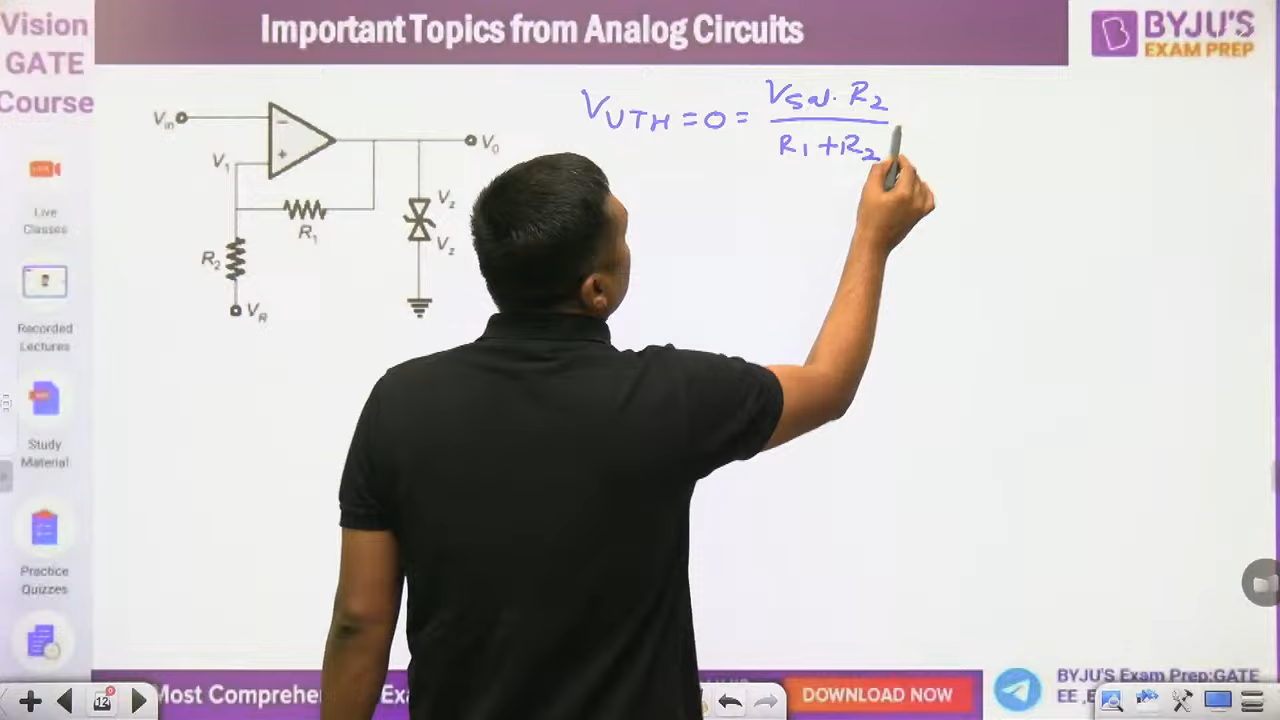 Vision
GATE
Course
Important Topics from Analog Circuits
BYJU'S
EXAM PREP
Live
Classes
Recorded
Lectures
Study
Material
Practice
Quizzes
Vin
V1
V0
R1
R2
VR
Vz
Vz
VUTH = 0 = Vsat. R2
R1 + R2
Most Comprehe
DOWNLOAD NOW
BYJU'S Exam Prep:GATE
EE
12